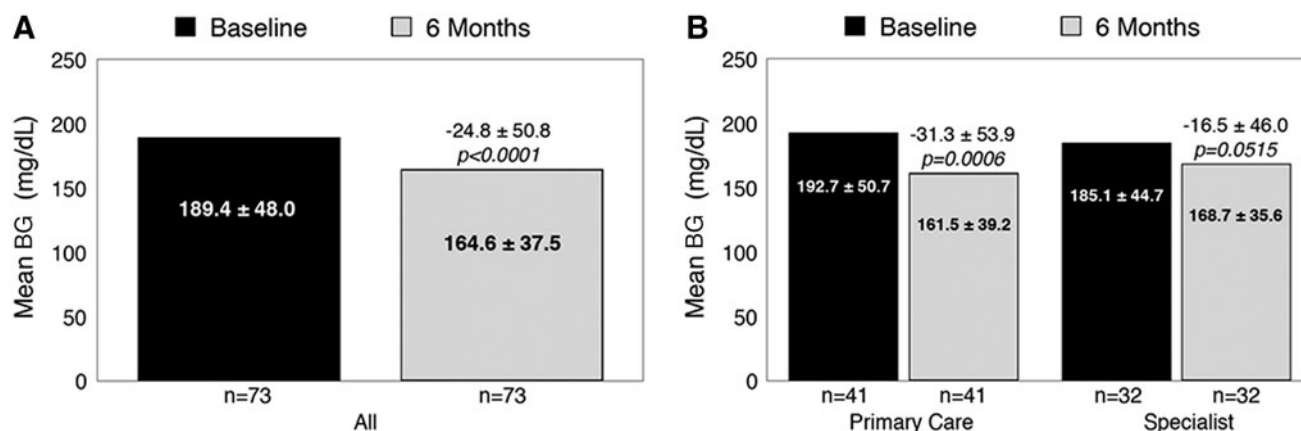 A
Baseline
6 Months
Mean BG (mg/dL)
250
200
150
100
50
0
189.4 ± 48.0
-24.8 ± 50.8
p<0.0001
164.6 ± 37.5
n=73
n=73
All
B
Baseline
6 Months
Mean BG (mg/dL)
250
200
150
100
50
0
192.7 ± 50.7
-31.3 ± 53.9
p=0.0006
161.5 ± 39.2
185.1 ± 44.7
-16.5 ± 46.0
p=0.0515
168.7 ± 35.6
n=41
n=41
n=32
n=32
Primary Care
Specialist